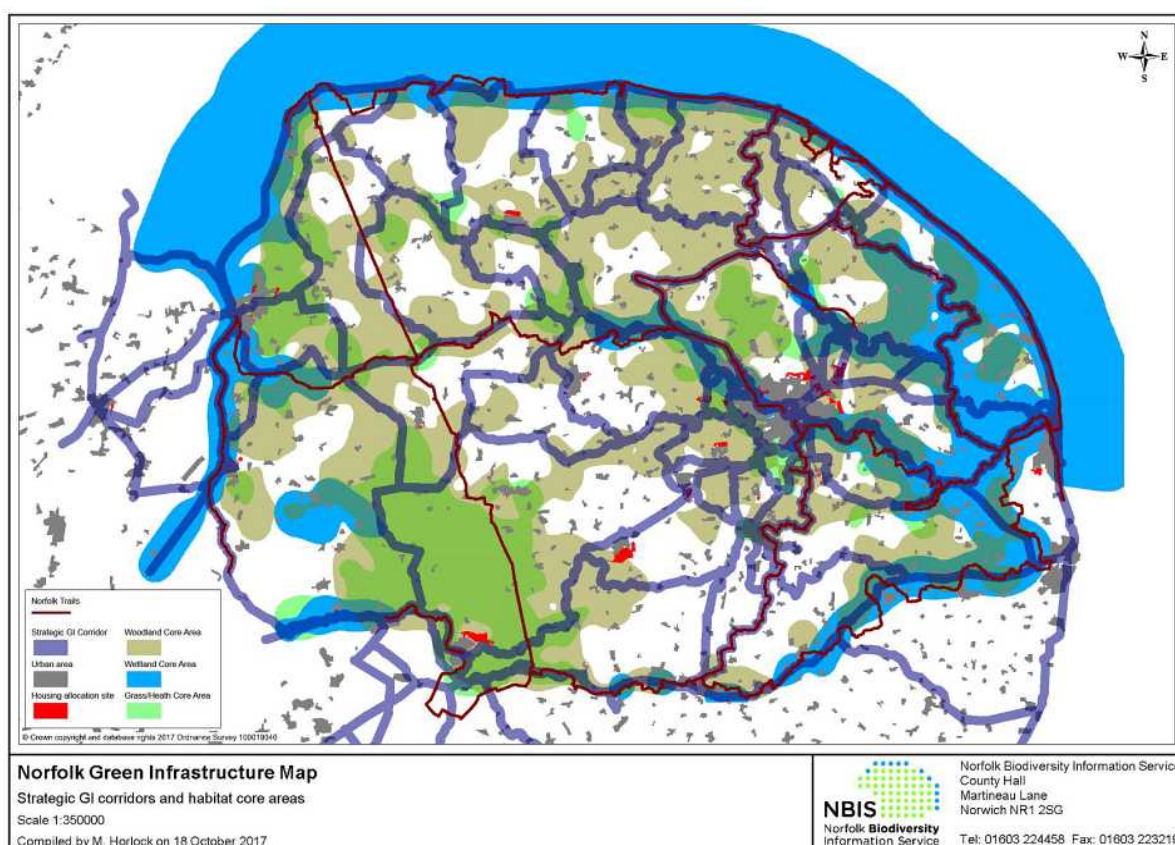 N
W E
S
Norfolk Trails
Strategic GI Corridor
Woodland Core Area
Urban area
Wetland Core Area
Housing allocation site
Grass/Heath Core Area
© Crown copyright and database rights 2017 Ordnance Survey 100019340
Norfolk Green Infrastructure Map
Strategic GI corridors and habitat core areas
Scale 1:350000
Compiled by M. Horlock on 18 October 2017
NBIS
Norfolk Biodiversity
Information Service
Norfolk Biodiversity Information Service
County Hall
Martineau Lane
Norwich NR1 2SG
Tel: 01603 224458 Fax: 01603 223219